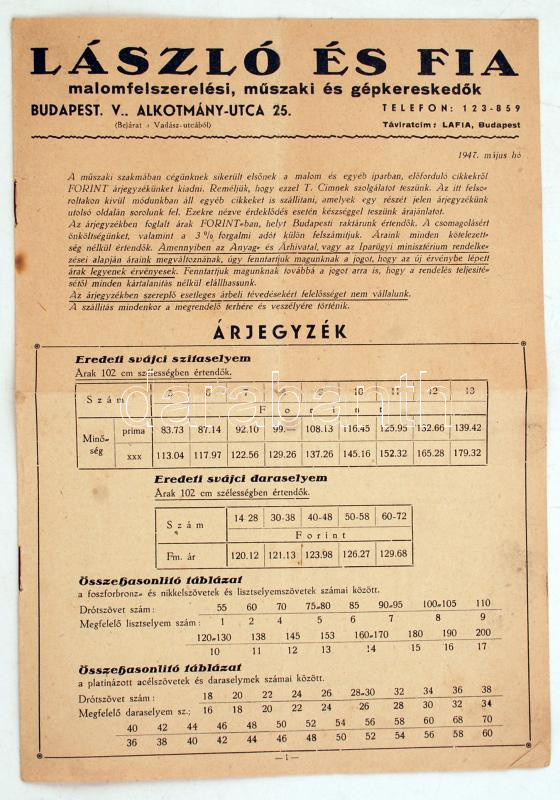 LÁSZLÓ ÉS FIA
malomfelszerelési, műszaki és gépkereskedők
BUDAPEST. V.. ALKOTMÁNY-UTCA 25.
TELEFON: 123-859
(Bejárat a Vadász-utcából)
Táviratcím: LAFIA, Budapest
1947. május hó
A műszaki szakmában cégünknek sikerült elsőnek a malom és egyéb iparban, előforduló cikkekről
FORINT árjegyzékünket kiadni. Reméljük, hogy ezzel T. Címnek szolgálatot teszünk. Az itt felso-
roltakon kívül módunkban áll egyéb cikkeket is szállítani, amelyek egy részét jelen árjegyzékünk
utolsó oldalán sorolunk fel. Ezekre nézve érdeklődés esetén készséggel teszünk árajánlatot.
Az árjegyzékben foglalt árak FORINT-ban, helyt Budapesti raktárunk értendők. A csomagolásért
önköltségünket, valamint a 3 % forgalmi adót külön felszámítjuk. Áraink minden kötelezett-
ség nélkül értendők. Amennyiben az Anyag- és Árhivatal, vagy az Iparügyi minisztérium rendelke-
zései alapján áraink megváltoznának, úgy fenntartjuk magunknak a jogot, hogy az új érvénybe lépett
árak legyenek érvényesek. Fenntartjuk magunknak továbbá a jogot arra is, hogy a rendelés teljesíté-
sétől minden kártalanítás nélkül elállhassunk.
Az árjegyzékben szereplő esetleges árbeli tévedésekért felelősséget nem vállalunk.
A szállítás mindenkor a megrendelő terhére és veszélyére történik.
ÁRJEGYZÉK
Eredeti svájci szitaselyem
Árak 102 cm szélességben értendők.
Szám 5 6 7 8 9 10 11 12 13
Forint
Minő-
ség
prima 83.73 87.14 92.10 99.— 108.13 116.45 125.95 132.66 139.42
xxx 113.04 117.97 122.56 129.26 137.26 145.16 152.32 165.28 179.32
Eredeti svájci daraselyem
Árak 102 cm szélességben értendők.
Szám 14-28 30-38 40-48 50-58 60-72
Forint
Fm. ár 120.12 121.13 123.98 126.27 129.68
Összehasonlító táblázat
a foszforbronz- és nikkelszövetek és lisztselyemszövetek számai között.
Drótszövet szám: 55 60 70 75-80 85 90-95 100-105 110
Megfelelő lisztselyem szám: 1 2 4 5 6 7 8 9
120-130 138 145 153 160-170 180 190 200
10 11 12 13 14 15 16 17
Összehasonlító táblázat
a platinázott acélszövetek és daraselymek számai között.
Drótszövet szám: 18 20 22 24 26 28-30 32 34 36 38
Megfelelő daraselyem sz.; 16 18 20 22 24 26 28 30 32 34
40 42 44 46 48 50 52 54 56 58 60 68 70
36 38 40 42 44 46 48 50 52 54 56 58 60
— 1 —
darabanth